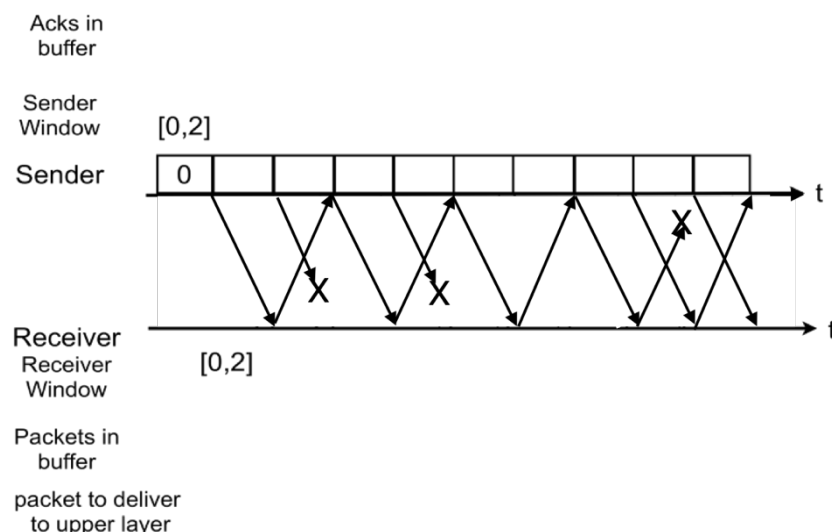 Acks in
buffer
Sender
Window
[0,2]
Sender
0
t
X
X
X
Receiver
t
Receiver
Window
[0,2]
Packets in
buffer
packet to deliver
to upper layer